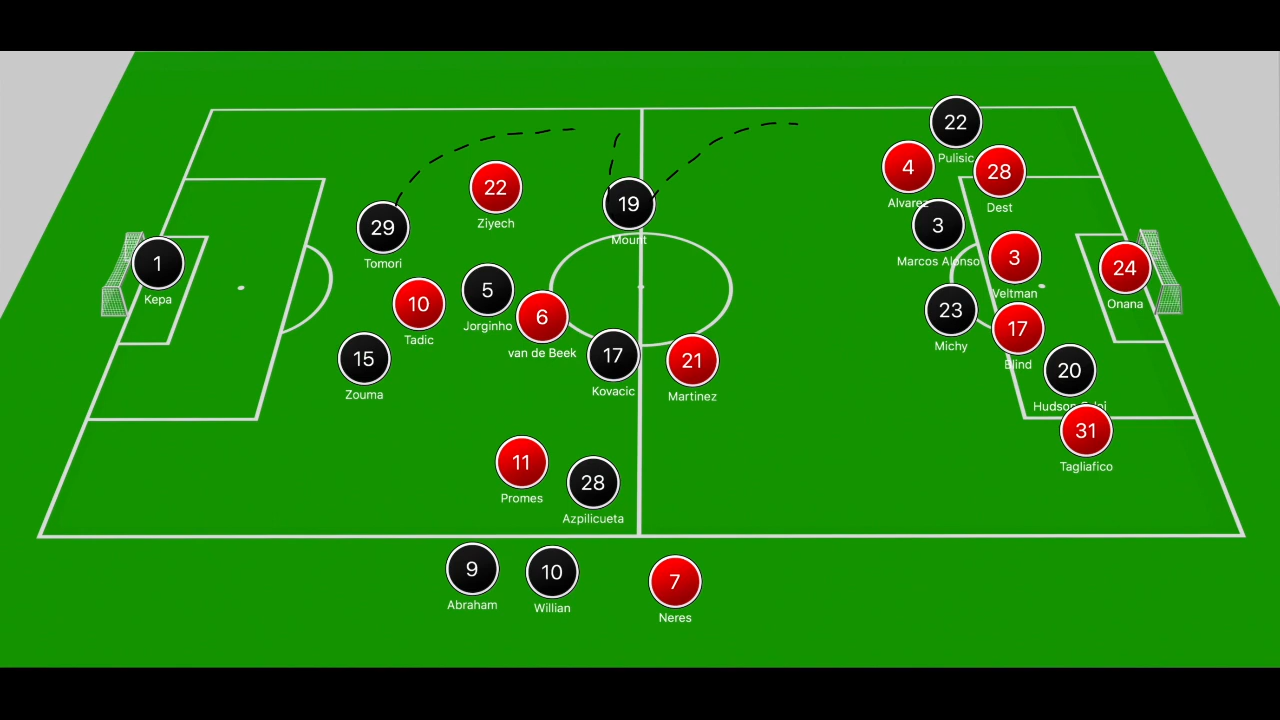 22
Pulisic
4
Alvarez
28
Dest
22
Ziyech
19
Mount
29
Tomori
3
Marcos Alonso
3
Veltman
1
Kepa
24
Onana
5
Jorginho
10
Tadic
6
van de Beek
23
Michy
17
Blind
15
Zouma
17
Kovacic
21
Martinez
20
Hudson
31
Tagliafico
11
Promes
28
Azpilicueta
9
Abraham
10
Willian
7
Neres